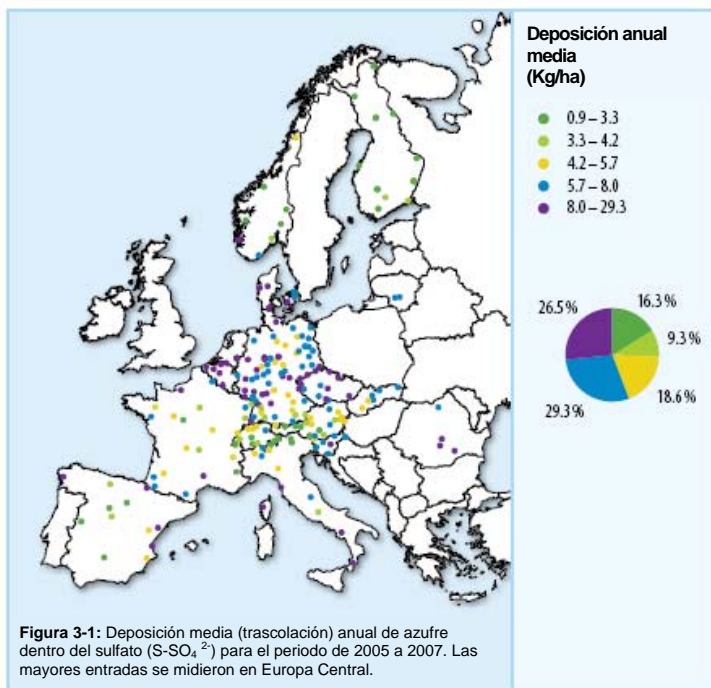 Deposición anual
media
(Kg/ha)
0.9 – 3.3
3.3 – 4.2
4.2 – 5.7
5.7 – 8.0
8.0 – 29.3
26.5 %
16.3 %
9.3 %
29.3 %
18.6 %
Figura 3-1: Deposición media (trascolación) anual de azufre
dentro del sulfato (S-SO₄ ²⁻) para el periodo de 2005 a 2007. Las
mayores entradas se midieron en Europa Central.